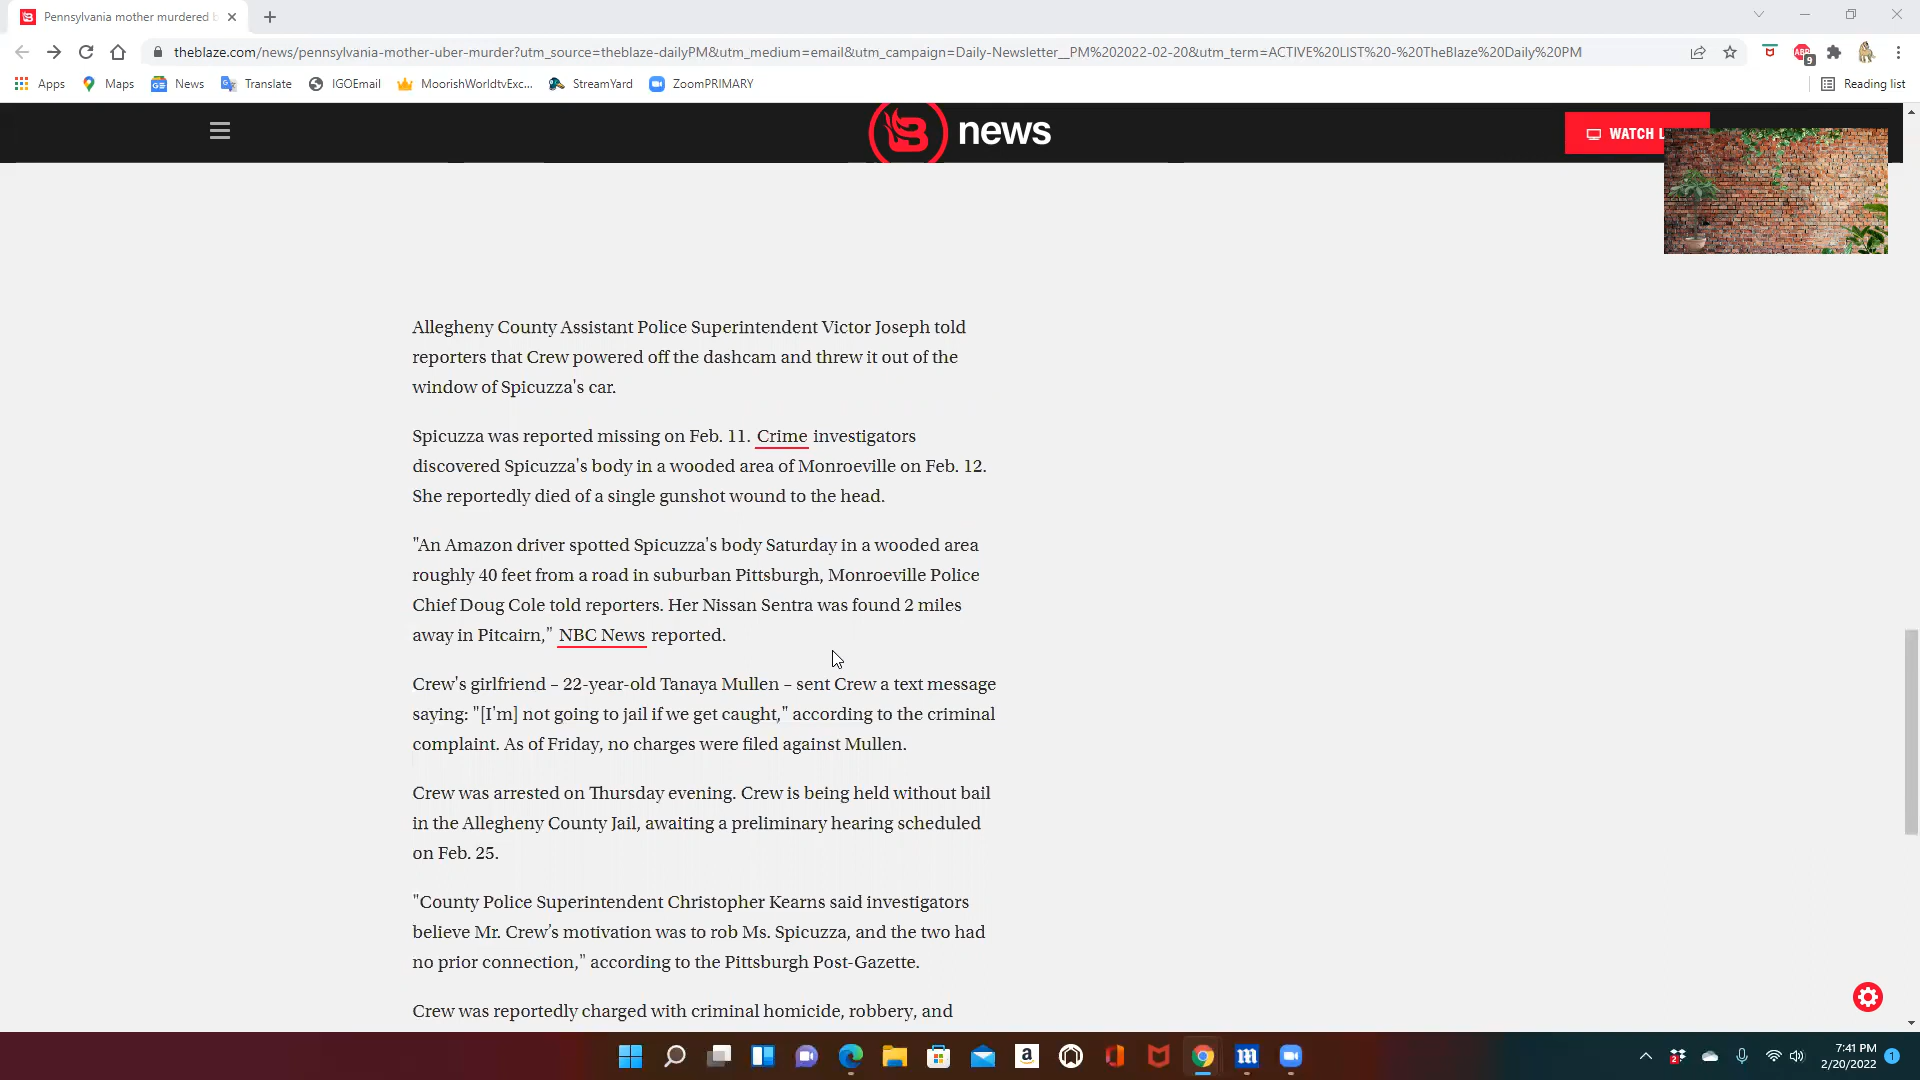 Pennsylvania mother murdered b
theblaze.com/news/pennsylvania-mother-uber-murder?utm_source=theblaze-dailyPM&utm_medium=email&utm_campaign=Daily-Newsletter__PM%202022-02-20&utm_term=ACTIVE%20LIST%20-%20TheBlaze%20Daily%20PM
9
Apps Maps News Translate IGOEmail MoorishWorldtvExc... StreamYard ZoomPRIMARY Reading list
news
WATCH L
Allegheny County Assistant Police Superintendent Victor Joseph told
reporters that Crew powered off the dashcam and threw it out of the
window of Spicuzza's car.
Spicuzza was reported missing on Feb. 11. Crime investigators
discovered Spicuzza's body in a wooded area of Monroeville on Feb. 12.
She reportedly died of a single gunshot wound to the head.
"An Amazon driver spotted Spicuzza's body Saturday in a wooded area
roughly 40 feet from a road in suburban Pittsburgh, Monroeville Police
Chief Doug Cole told reporters. Her Nissan Sentra was found 2 miles
away in Pitcairn," NBC News reported.
Crew's girlfriend – 22-year-old Tanaya Mullen – sent Crew a text message
saying: "[I'm] not going to jail if we get caught," according to the criminal
complaint. As of Friday, no charges were filed against Mullen.
Crew was arrested on Thursday evening. Crew is being held without bail
in the Allegheny County Jail, awaiting a preliminary hearing scheduled
on Feb. 25.
"County Police Superintendent Christopher Kearns said investigators
believe Mr. Crew’s motivation was to rob Ms. Spicuzza, and the two had
no prior connection," according to the Pittsburgh Post-Gazette.
Crew was reportedly charged with criminal homicide, robbery, and
7:41 PM
2/20/2022
1